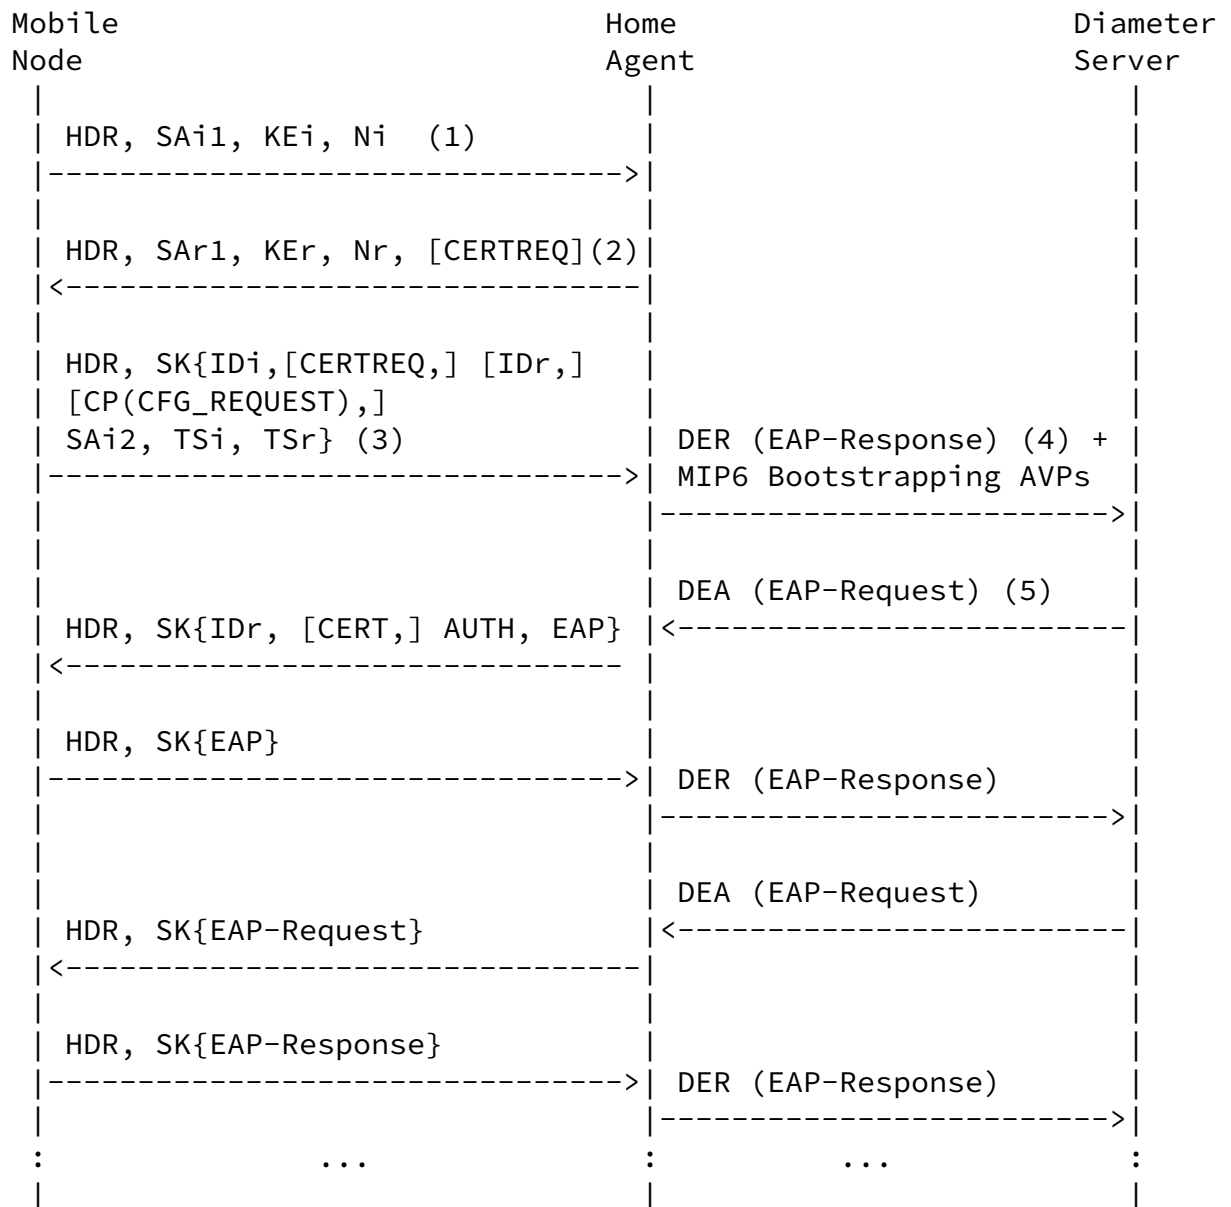 Mobile Home Diameter
Node Agent Server
HDR, SAi1, KEi, Ni (1)
HDR, SAr1, KEr, Nr, [CERTREQ](2)
HDR, SK{IDi,[CERTREQ,] [IDr,]
[CP(CFG_REQUEST),]
SAi2, TSi, TSr} (3) DER (EAP-Response) (4) +
MIP6 Bootstrapping AVPs
DEA (EAP-Request) (5)
HDR, SK{IDr, [CERT,] AUTH, EAP}
HDR, SK{EAP}
DER (EAP-Response)
DEA (EAP-Request)
HDR, SK{EAP-Request}
HDR, SK{EAP-Response}
DER (EAP-Response)
: ... : ... :